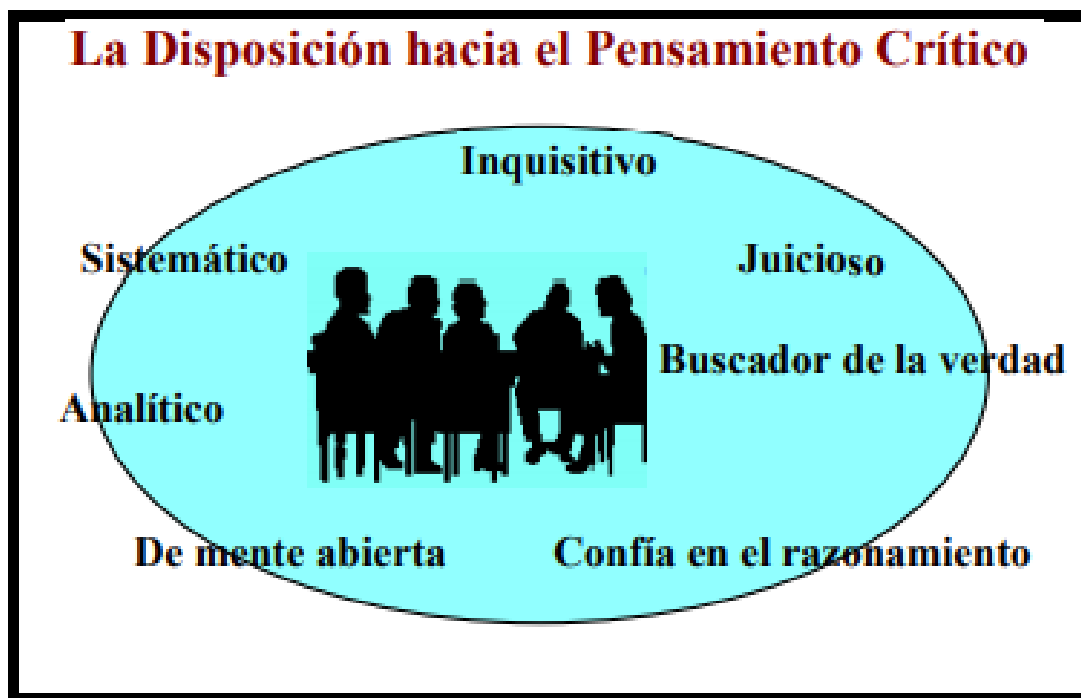 La Disposición hacia el Pensamiento Crítico
Inquisitivo
Sistemático
Juicioso
Buscador de la verdad
Analítico
De mente abierta
Confía en el razonamiento